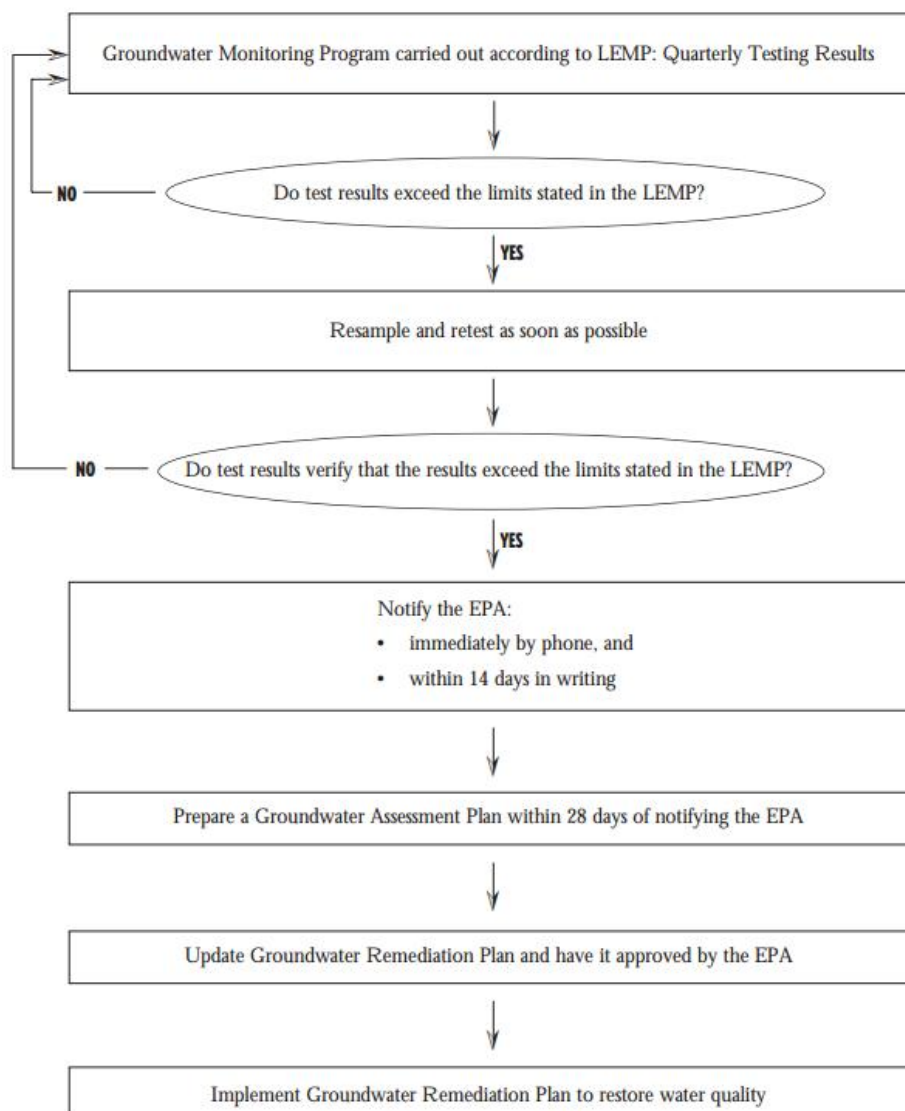 Groundwater Monitoring Program carried out according to LEMP: Quarterly Testing Results
NO
Do test results exceed the limits stated in the LEMP?
YES
Resample and retest as soon as possible
NO
Do test results verify that the results exceed the limits stated in the LEMP?
YES
Notify the EPA:
• immediately by phone, and
• within 14 days in writing
Prepare a Groundwater Assessment Plan within 28 days of notifying the EPA
Update Groundwater Remediation Plan and have it approved by the EPA
Implement Groundwater Remediation Plan to restore water quality